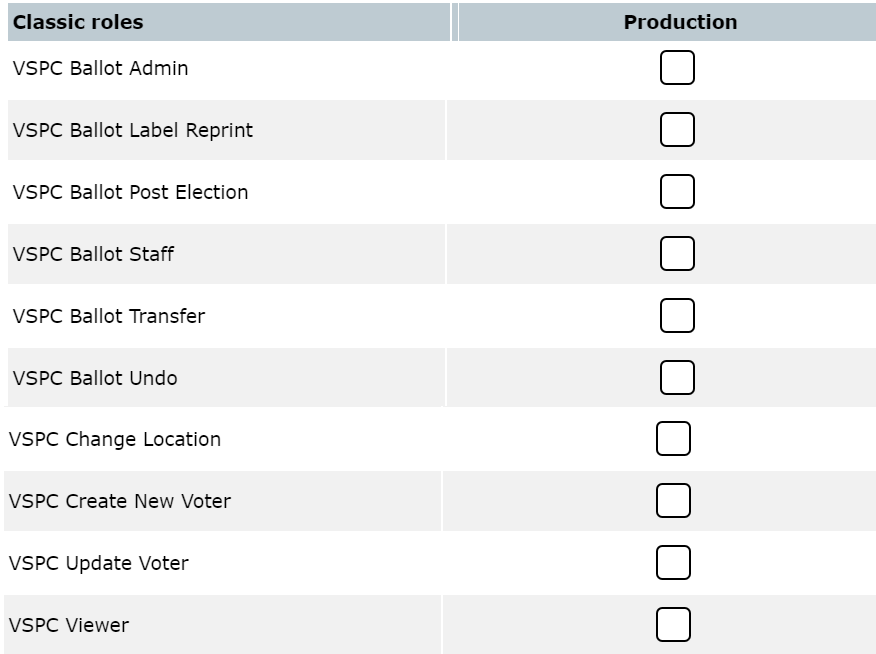 Classic roles Production
VSPC Ballot Admin
VSPC Ballot Label Reprint
VSPC Ballot Post Election
VSPC Ballot Staff
VSPC Ballot Transfer
VSPC Ballot Undo
VSPC Change Location
VSPC Create New Voter
VSPC Update Voter
VSPC Viewer